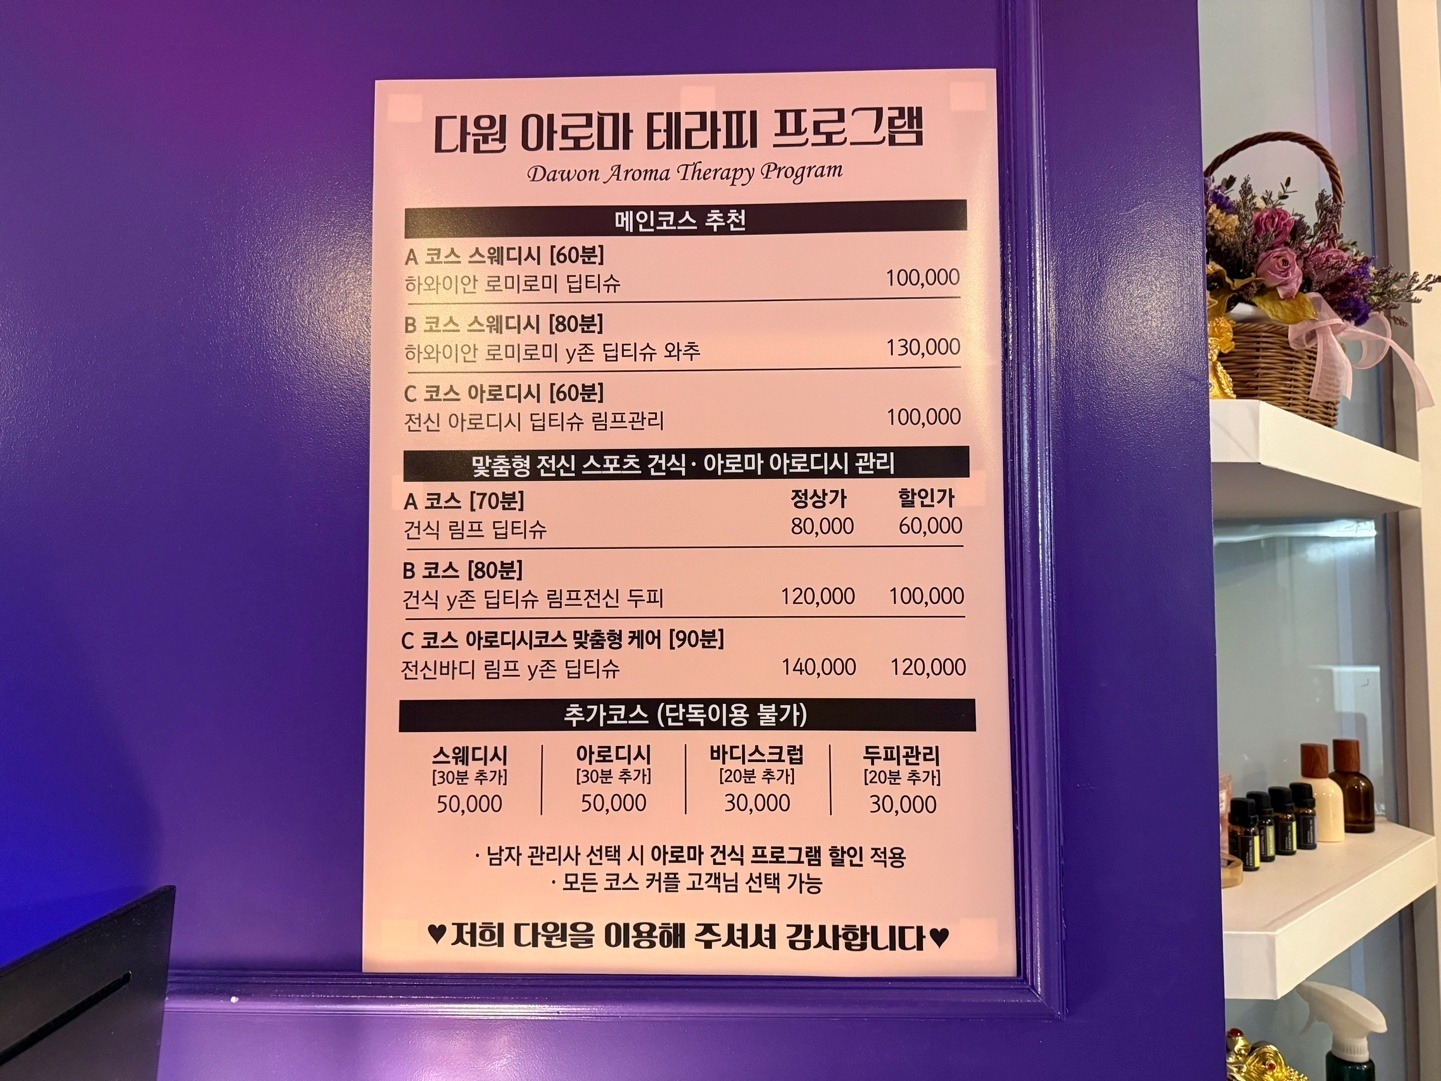 다원 아로마 테라피 프로그램
Dawon Aroma Therapy Program
메인코스 추천
A 코스 스웨디시 [60분]
하와이안 로미로미 딥티슈 100,000
B 코스 스웨디시 [80분]
하와이안 로미로미 y존 딥티슈 와추 130,000
C 코스 아로디시 [60분]
전신 아로디시 딥티슈 림프관리 100,000
맞춤형 전신 스포츠 건식·아로마 아로디시 관리
A 코스 [70분] 정상가 할인가
건식 림프 딥티슈 80,000 60,000
B 코스 [80분]
건식 y존 딥티슈 림프전신 두피 120,000 100,000
C 코스 아로디시코스 맞춤형 케어 [90분]
전신바디 림프 y존 딥티슈 140,000 120,000
추가코스 (단독이용 불가)
스웨디시 아로디시 바디스크럽 두피관리
[30분 추가] [30분 추가] [20분 추가] [20분 추가]
50,000 50,000 30,000 30,000
· 남자 관리사 선택 시 아로마 건식 프로그램 할인 적용
· 모든 코스 커플 고객님 선택 가능
♥저희 다원을 이용해 주셔서 감사합니다♥